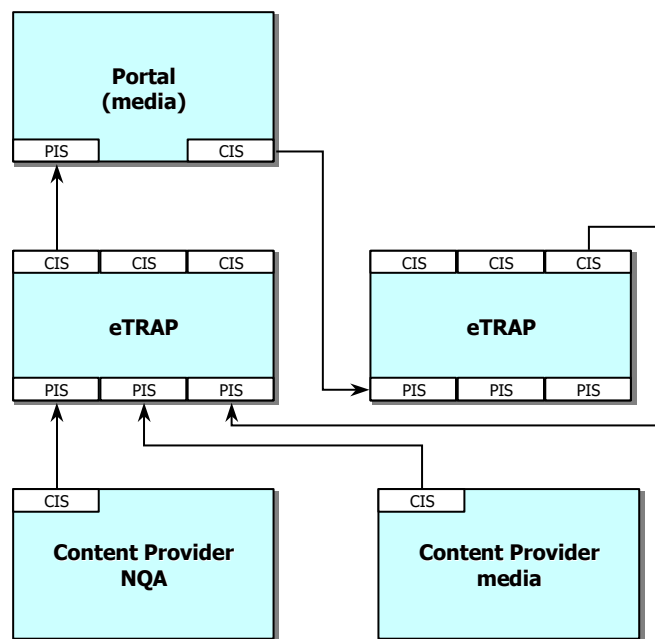 Portal
(media)
PIS CIS
CIS CIS CIS CIS CIS CIS
eTRAP eTRAP
PIS PIS PIS PIS PIS PIS
CIS CIS
Content Provider Content Provider
NQA media